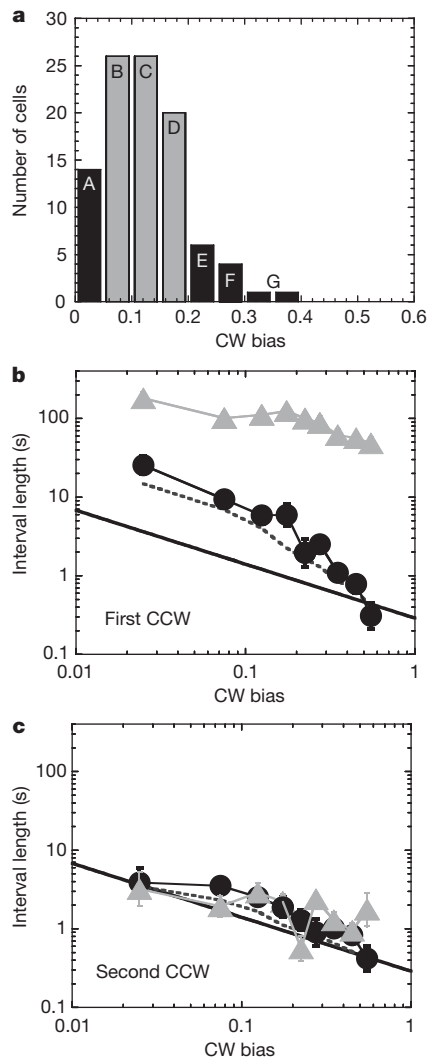 a
30
25
20
15
10
5
0
Number of cells
A
B
C
D
E
F
G
0 0.1 0.2 0.3 0.4 0.5 0.6
CW bias
b
100
10
1
0.1
Interval length (s)
First CCW
0.01 0.1 1
CW bias
c
100
10
1
0.1
Interval length (s)
Second CCW
0.01 0.1 1
CW bias